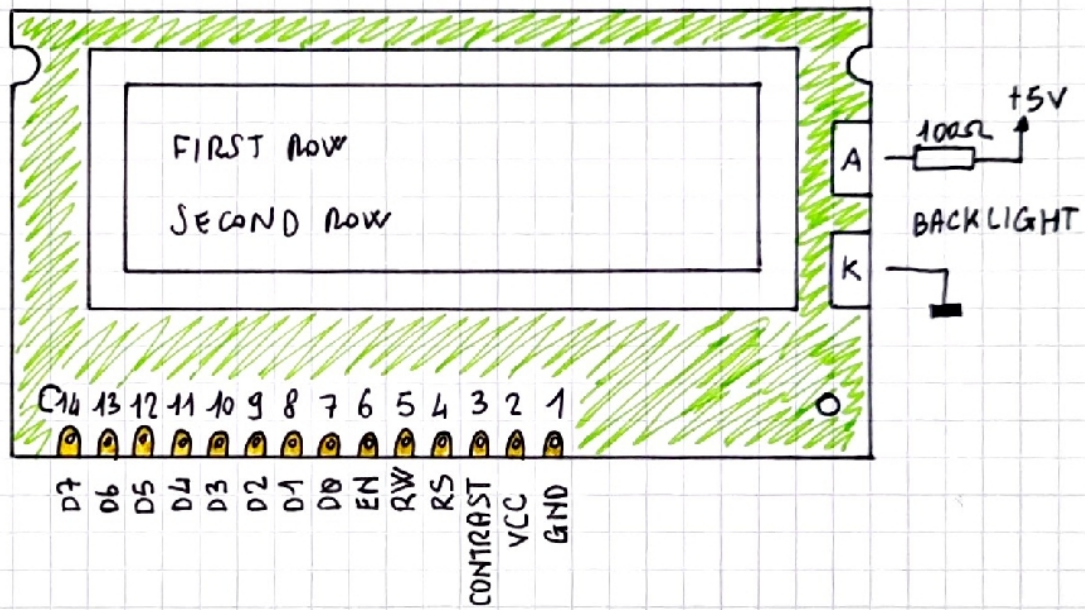 +5V
100Ω
FIRST ROW
A
SECOND ROW
BACKLIGHT
K
14 13 12 11 10 9 8 7 6 5 4 3 2 1
D7 D6 D5 D4 D3 D2 D1 D0 EN RW RS CONTRAST VCC GND